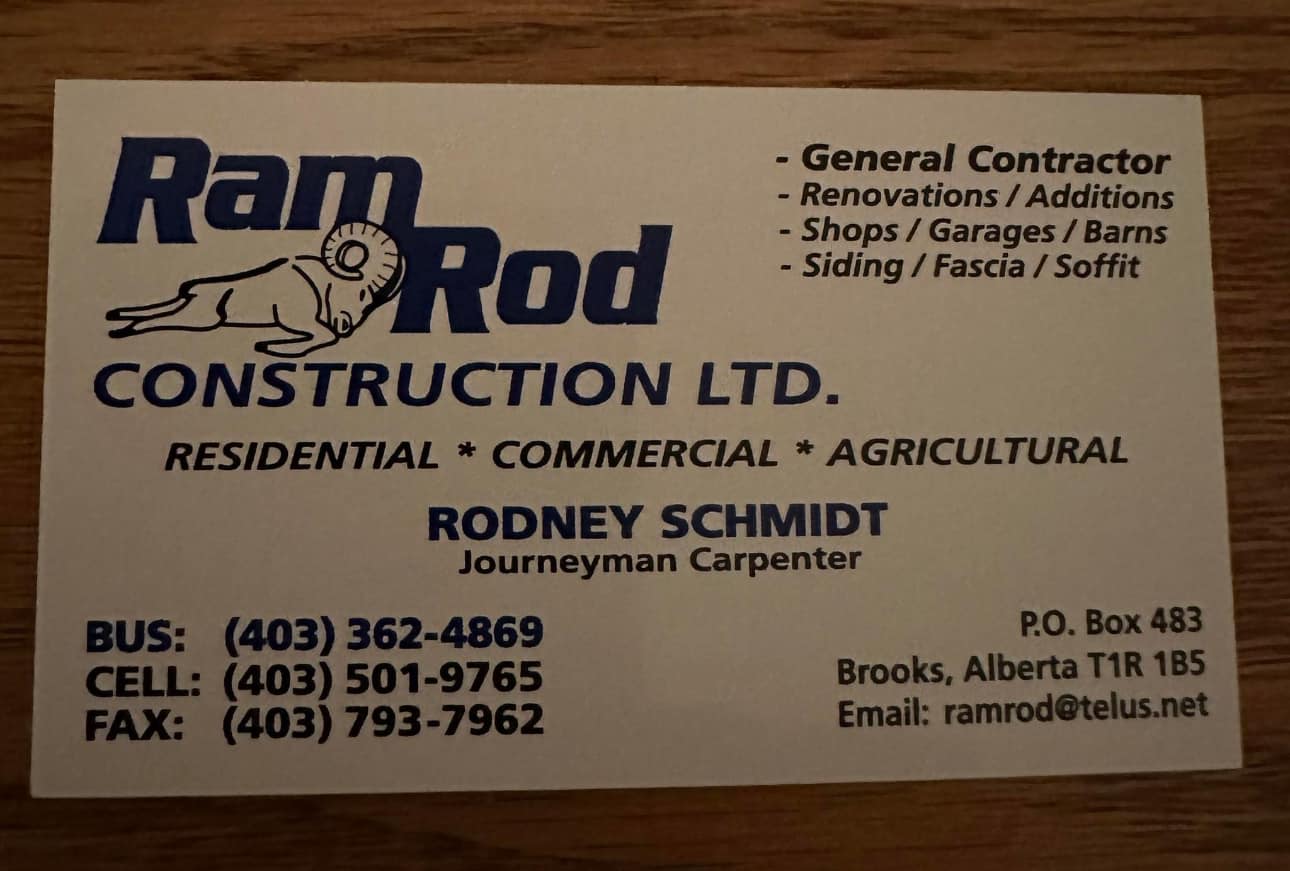 Ram
Rod
CONSTRUCTION LTD.
- General Contractor
- Renovations / Additions
- Shops / Garages / Barns
- Siding / Fascia / Soffit
RESIDENTIAL * COMMERCIAL * AGRICULTURAL
RODNEY SCHMIDT
Journeyman Carpenter
BUS: (403) 362-4869
CELL: (403) 501-9765
FAX: (403) 793-7962
P.O. Box 483
Brooks, Alberta T1R 1B5
Email: ramrod@telus.net